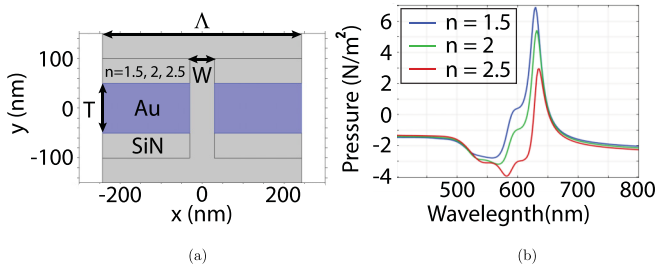 Λ
100
n=1.5, 2, 2.5
W
y (nm)
0
T
Au
SiN
-100
-200
0
200
x (nm)
(a)
n = 1.5
n = 2
n = 2.5
Pressure (N/m²)
6
4
2
0
-2
-4
500
600
700
800
Wavelegnth(nm)
(b)